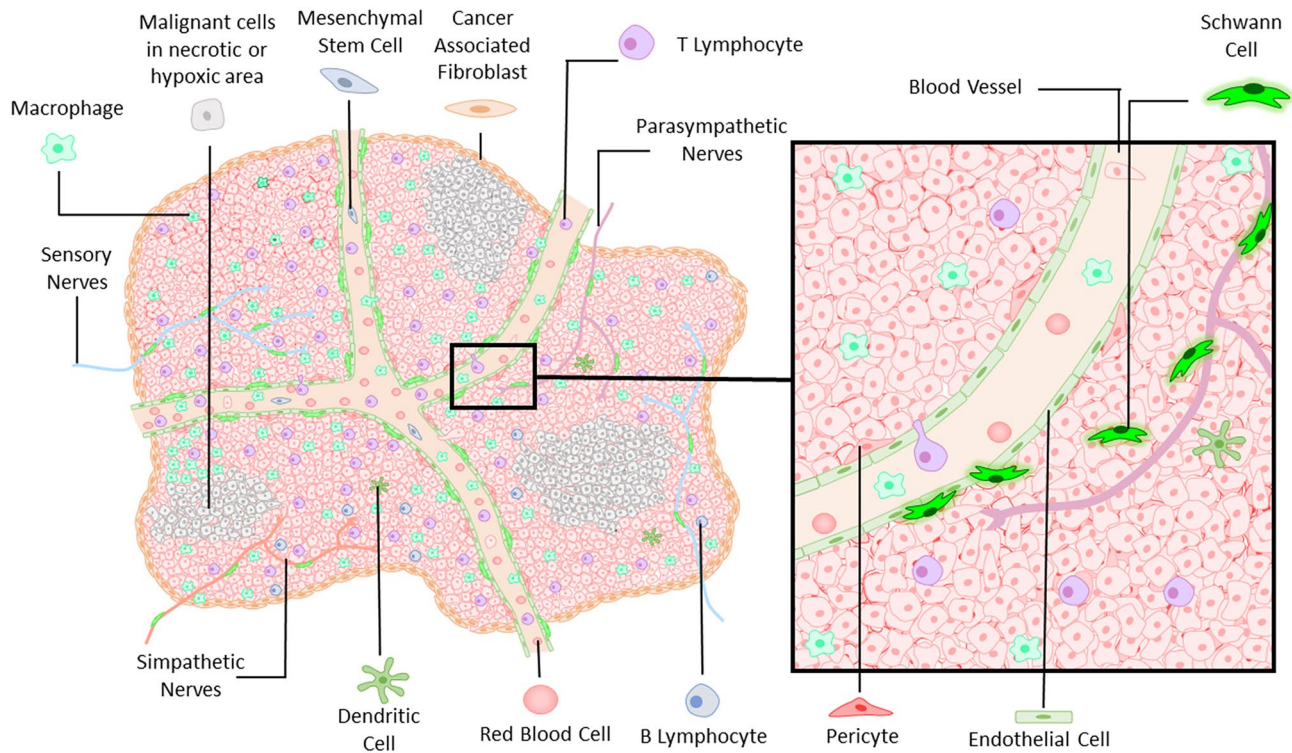 Malignant cells
in necrotic or
hypoxic area
Mesenchymal
Stem Cell
Cancer
Associated
Fibroblast
T Lymphocyte
Schwann
Cell
Blood Vessel
Macrophage
Parasympathetic
Nerves
Sensory
Nerves
Simpathetic
Nerves
Dendritic
Cell
Red Blood Cell
B Lymphocyte
Pericyte
Endothelial Cell